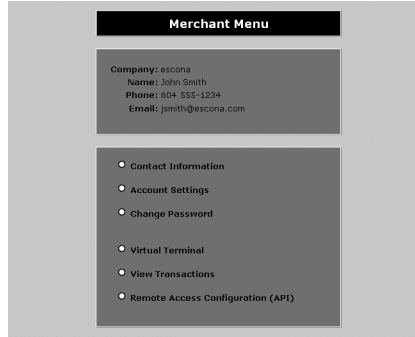 Merchant Menu
Company: escona
Name: John Smith
Phone: 604 555-1234
Email: jsmith@escona.com
Contact Information
Account Settings
Change Password
Virtual Terminal
View Transactions
Remote Access Configuration (API)